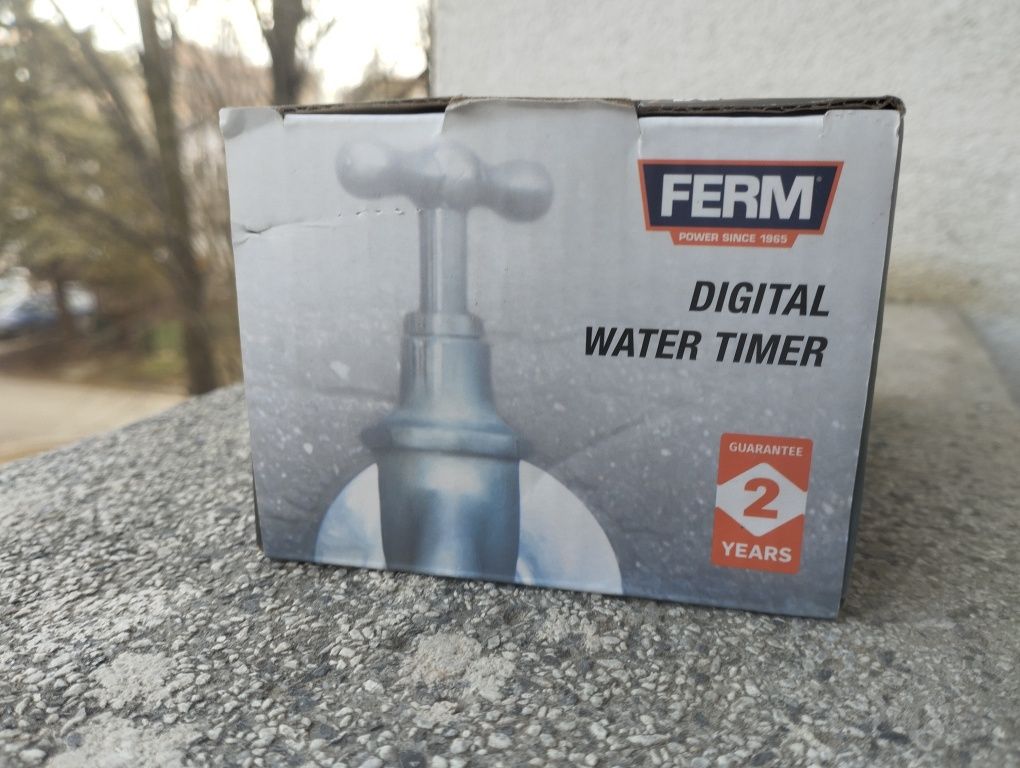 FERM
POWER SINCE 1965
DIGITAL
WATER TIMER
GUARANTEE
2
YEARS